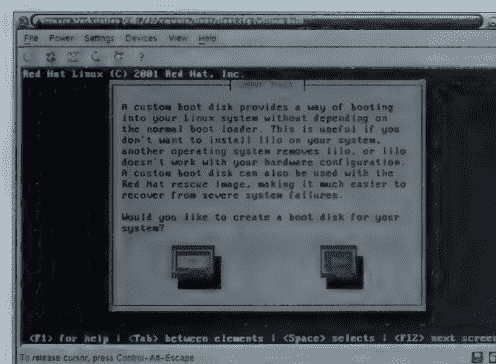 VMware Workstation
File Power Settings Devices View Help
Red Hat Linux (C) 2001 Red Hat, Inc.
A custom boot disk provides a way of booting
into your Linux system without depending on
the normal boot loader. This is useful if you
don't want to install lilo on your system,
another operating system removes lilo, or lilo
doesn't work with your hardware configuration.
A custom boot disk can also be used with the
Red Hat rescue image, making it much easier to
recover from severe system failures.
Would you like to create a boot disk for your
system?
<F1> for help | <Tab> between elements | <Space> selects | <F12> next screen
To release cursor, press Control-Alt-Escape